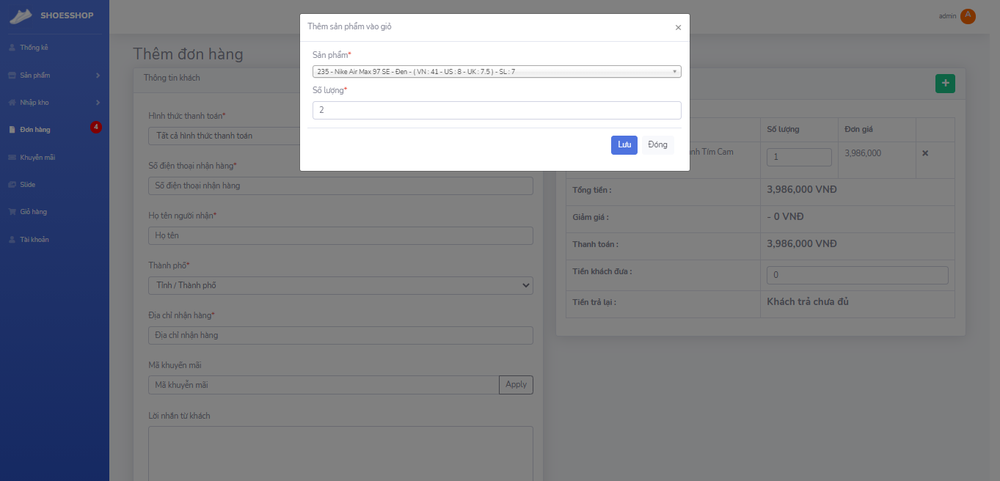 SHOESSHOP
Thống kê
Sản phẩm
Nhập kho
Đơn hàng
4
Khuyến mãi
Slide
Giỏ hàng
Tài khoản
admin
A
Thêm đơn hàng
Thông tin khách
Hình thức thanh toán*
Tất cả hình thức thanh toán
Số điện thoại nhận hàng*
Số điện thoại nhận hàng
Họ tên người nhận*
Họ tên
Thành phố*
Tỉnh / Thành phố
Địa chỉ nhận hàng*
Địa chỉ nhận hàng
Mã khuyến mãi
Mã khuyễn mãi
Apply
Lời nhắn từ khách
Thêm sản phẩm vào giỏ
×
Sản phẩm*
235 - Nike Air Max 97 SE - Đen - ( VN : 41 - US : 8 - UK : 7.5 ) - SL : 7
Số lượng*
2
Lưu
Đóng
+
Số lượng
Đơn giá
Tím Cam
1
3,986,000
×
Tổng tiền :
3,986,000 VNĐ
Giảm giá :
- 0 VNĐ
Thanh toán :
3,986,000 VNĐ
Tiền khách đưa :
0
Tiền trả lại :
Khách trả chưa đủ